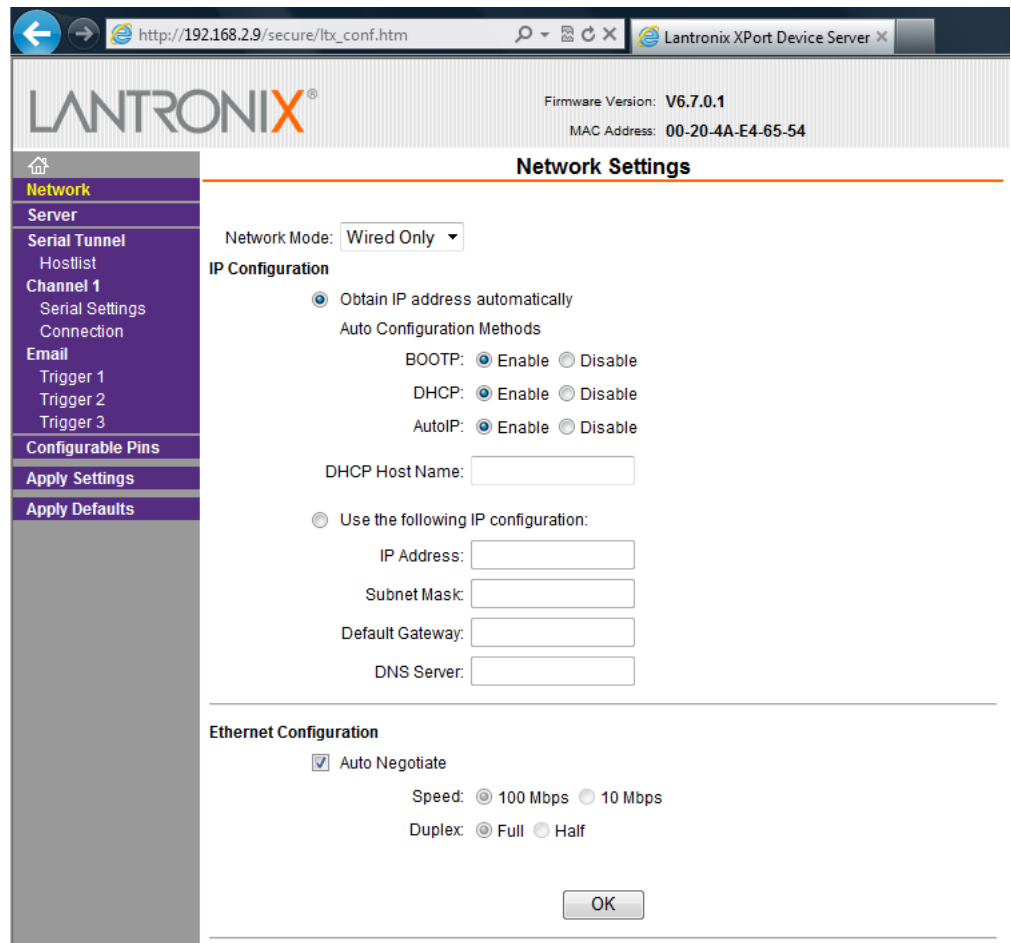 http://192.168.2.9/secure/ltx_conf.htm
Lantronix XPort Device Server
LANTRONIX®
Firmware Version: V6.7.0.1
MAC Address: 00-20-4A-E4-65-54
Network
Server
Serial Tunnel
Hostlist
Channel 1
Serial Settings
Connection
Email
Trigger 1
Trigger 2
Trigger 3
Configurable Pins
Apply Settings
Apply Defaults
Network Settings
Network Mode: Wired Only
IP Configuration
Obtain IP address automatically
Auto Configuration Methods
BOOTP: Enable Disable
DHCP: Enable Disable
AutoIP: Enable Disable
DHCP Host Name:
Use the following IP configuration:
IP Address:
Subnet Mask:
Default Gateway:
DNS Server:
Ethernet Configuration
Auto Negotiate
Speed: 100 Mbps 10 Mbps
Duplex: Full Half
OK